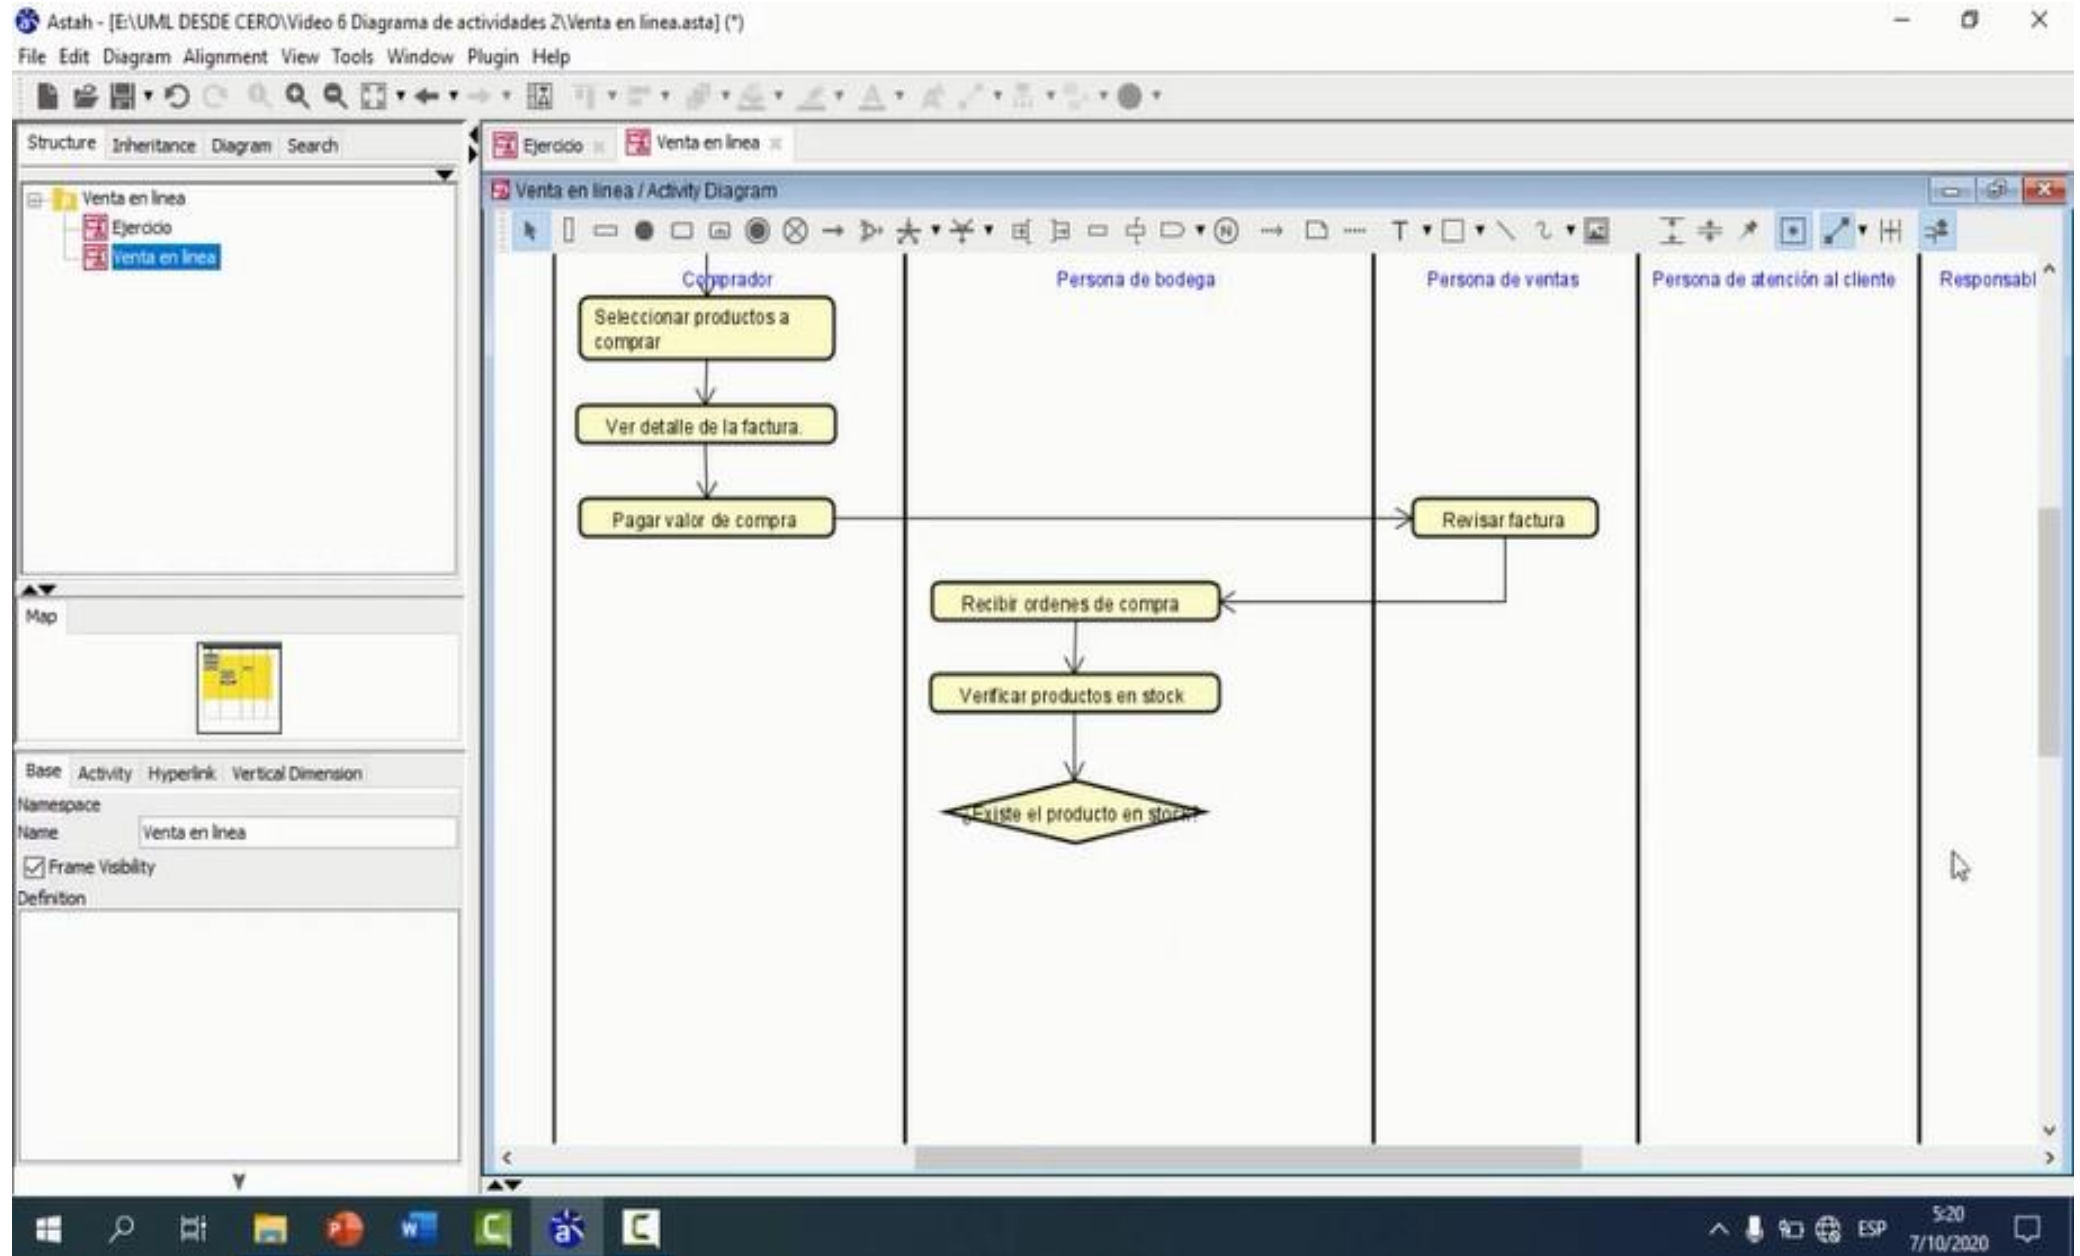 Astah - [E:\UML DESDE CERO\Video 6 Diagrama de actividades 2\Venta en linea.asta] (*)
File Edit Diagram Alignment View Tools Window Plugin Help
Structure Inheritance Diagram Search
Venta en linea
Ejercicio
Venta en linea
Map
Base Activity Hyperlink Vertical Dimension
Namespace
Name Venta en linea
Frame Visibility
Definition
Ejercicio Venta en linea
Venta en linea / Activity Diagram
Comprador Persona de bodega Persona de ventas Persona de atención al cliente Responsabl
Seleccionar productos a
comprar
Ver detalle de la factura.
Pagar valor de compra Revisar factura
Recibir ordenes de compra
Verificar productos en stock
¿Existe el producto en stock?
ESP
5:20
7/10/2020